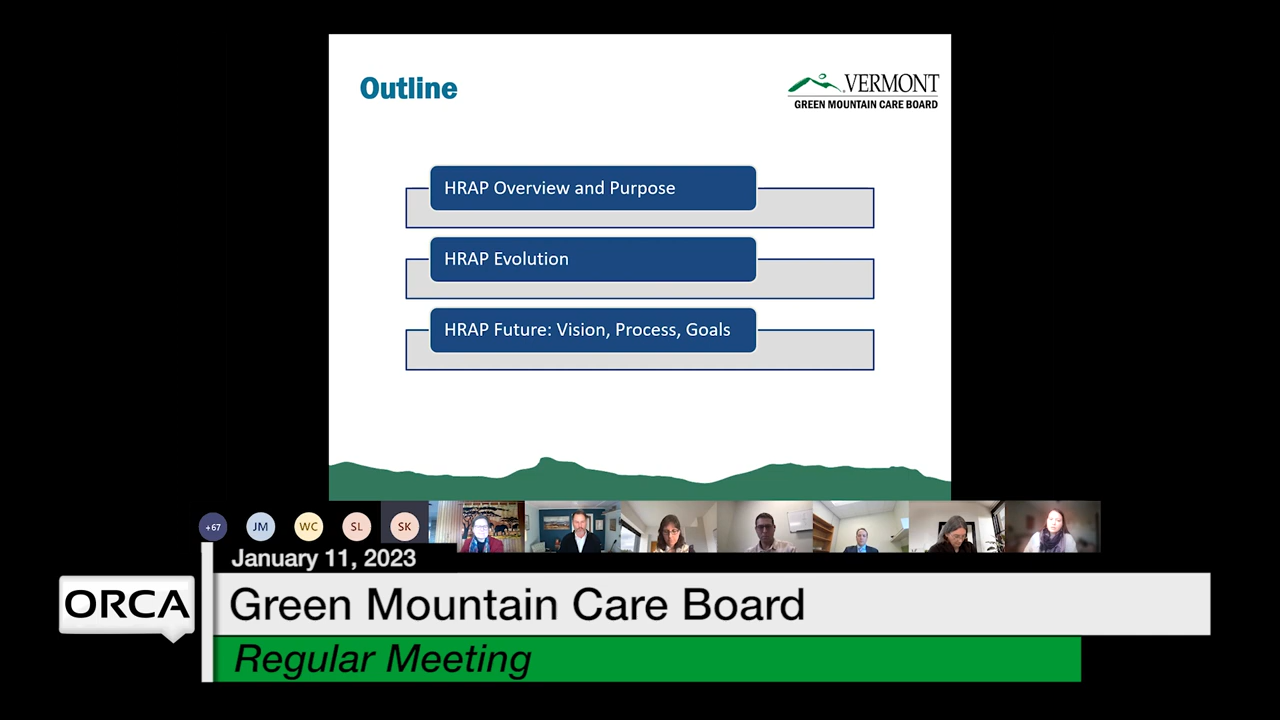 Outline
VERMONT
GREEN MOUNTAIN CARE BOARD
HRAP Overview and Purpose
HRAP Evolution
HRAP Future: Vision, Process, Goals
+67
JM
WC
SL
SK
January 11, 2023
ORCA
Green Mountain Care Board
Regular Meeting